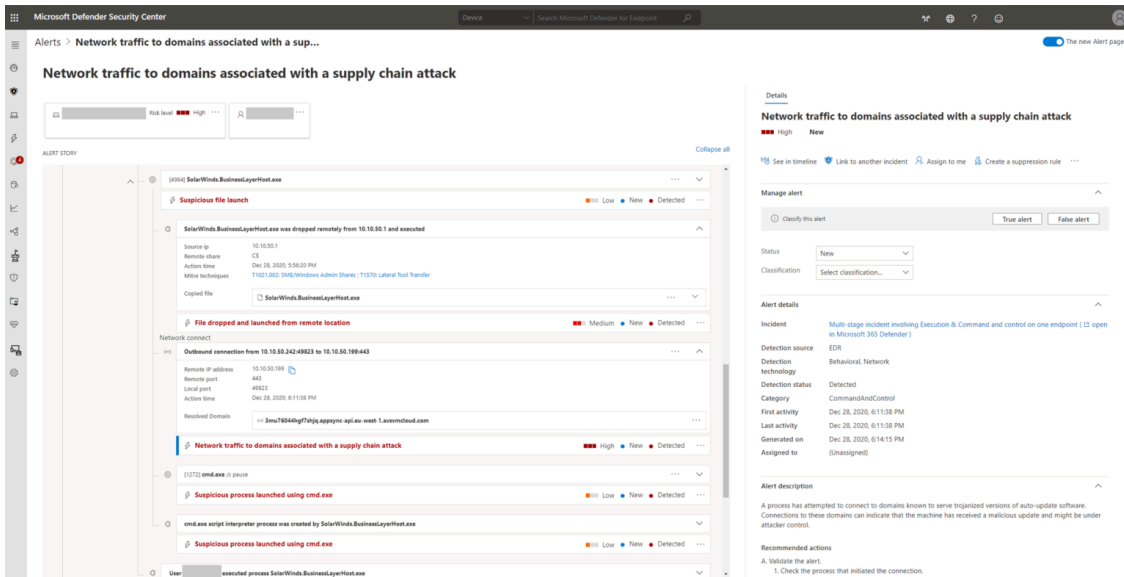 Microsoft Defender Security Center
Device
Search Microsoft Defender for Endpoint
Alerts > Network traffic to domains associated with a sup...
The new Alert page
Network traffic to domains associated with a supply chain attack
Risk level High ...
...
ALERT STORY
Collapse all
[4984] SolarWinds.BusinessLayerHost.exe
Suspicious file launch
Low New Detected ...
SolarWinds.BusinessLayerHost.exe was dropped remotely from 10.10.50.1 and executed
Source ip 10.10.50.1
Remote share C$
Action time Dec 28, 2020, 5:56:20 PM
Mitre techniques T1021.002: SMB/Windows Admin Shares ; T1570: Lateral Tool Transfer
Copied file SolarWinds.BusinessLayerHost.exe ...
File dropped and launched from remote location
Medium New Detected ...
Network connect
Outbound connection from 10.10.50.242:49823 to 10.10.50.199:443 ...
Remote IP address 10.10.50.199
Remote port 443
Local port 49823
Action time Dec 28, 2020, 6:11:38 PM
Resolved Domain 3mu76044hgf7shjq.appsync-api.eu-west-1.avsvmcloud.com ...
Network traffic to domains associated with a supply chain attack
High New Detected ...
[1272] cmd.exe /c pause ...
Suspicious process launched using cmd.exe
Low New Detected ...
cmd.exe script interpreter process was created by SolarWinds.BusinessLayerHost.exe
Suspicious process launched using cmd.exe
Low New Detected ...
User executed process SolarWinds.BusinessLayerHost.exe
Details
Network traffic to domains associated with a supply chain attack
High New
See in timeline Link to another incident Assign to me Create a suppression rule ...
Manage alert
Classify this alert
True alert False alert
Status New
Classification Select classification...
Alert details
Incident Multi-stage incident involving Execution & Command and control on one endpoint ( open
in Microsoft 365 Defender )
Detection source EDR
Detection Behavioral, Network
technology
Detection status Detected
Category CommandAndControl
First activity Dec 28, 2020, 6:11:38 PM
Last activity Dec 28, 2020, 6:11:38 PM
Generated on Dec 28, 2020, 6:14:15 PM
Assigned to (Unassigned)
Alert description
A process has attempted to connect to domains known to serve trojanized versions of auto-update software.
Connections to these domains can indicate that the machine has received a malicious update and might be under
attacker control.
Recommended actions
A. Validate the alert.
1. Check the process that initiated the connection.